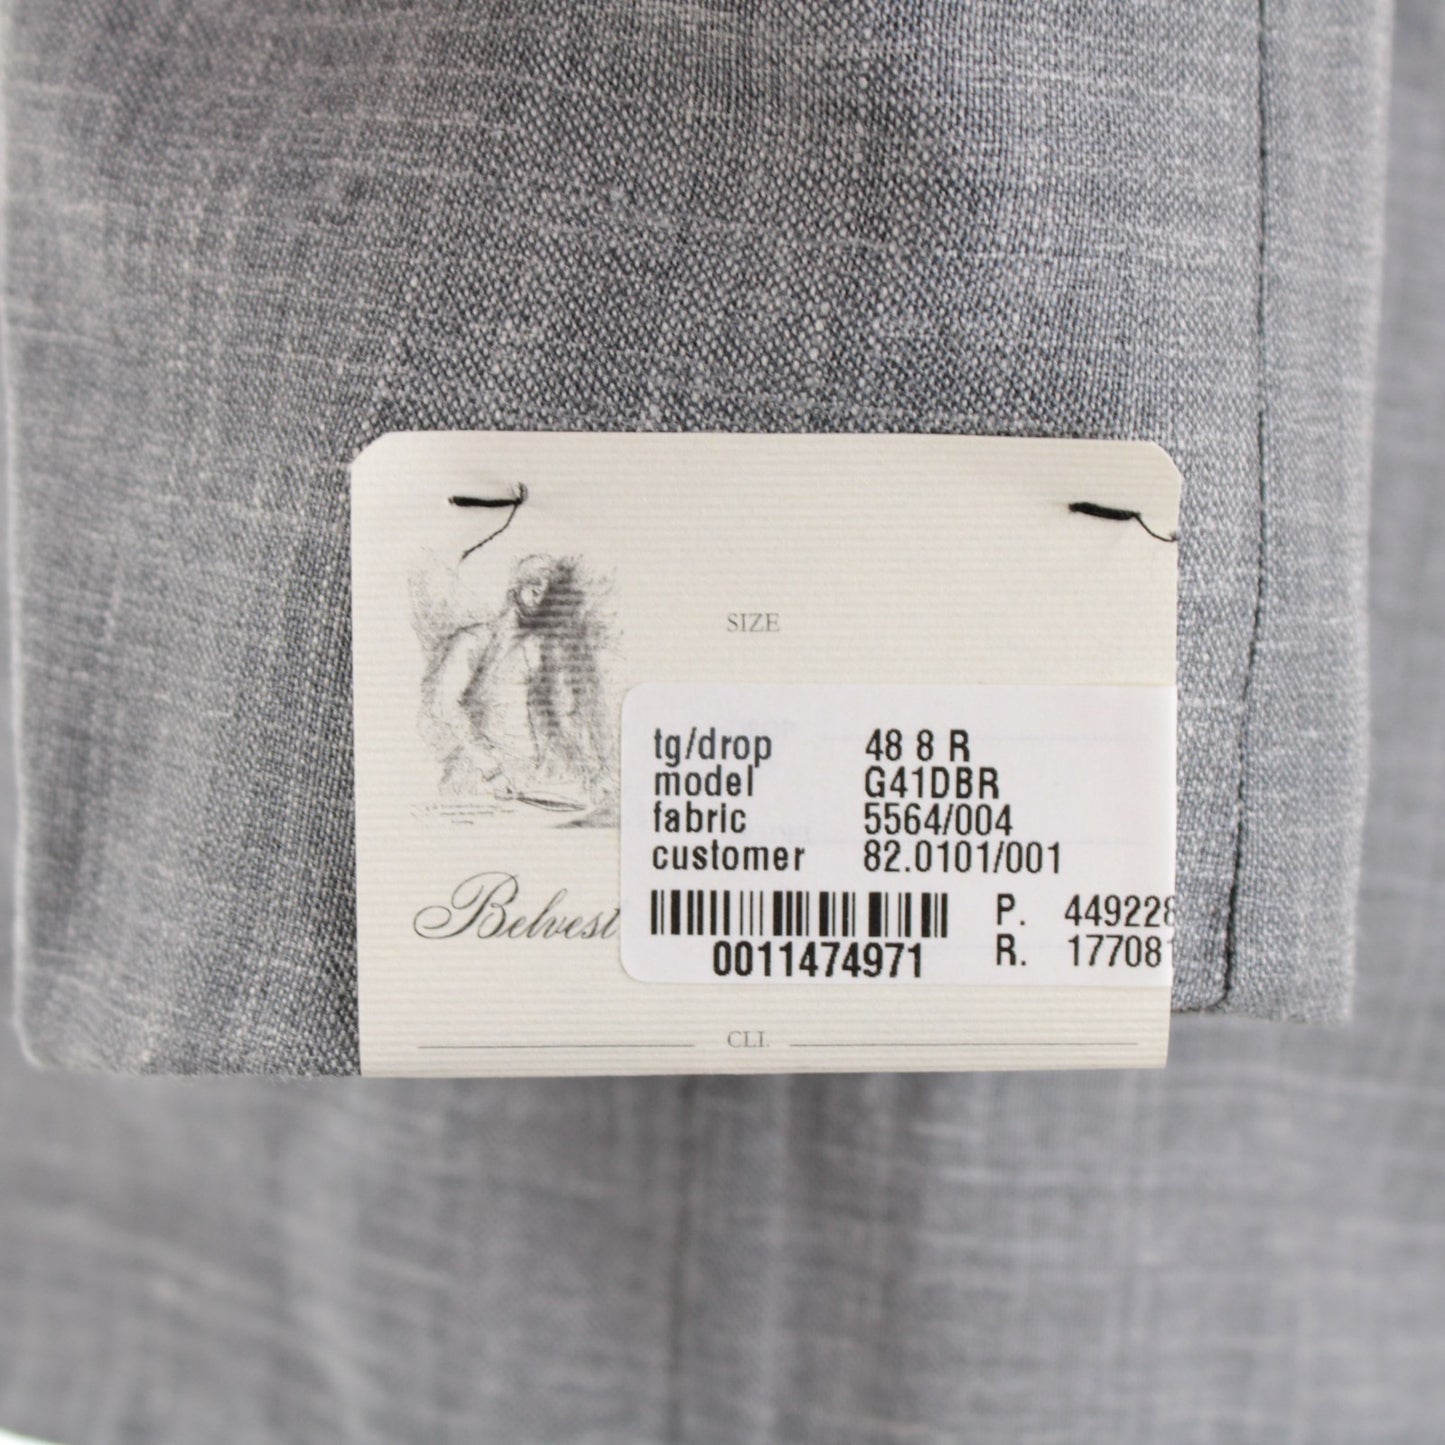 SIZE
tg/drop 48 8 R
model G41DBR
fabric 5564/004
customer 82.0101/001
Belvest
P. 449228
R. 177081
0011474971
CLI.